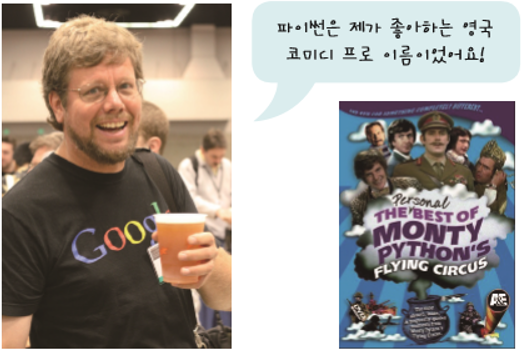 파이썬은 제가 좋아하는 영국
코미디 프로 이름이었어요!
Google
Personal
THE BEST OF
MONTY
PYTHON'S
FLYING CIRCUS
A&E